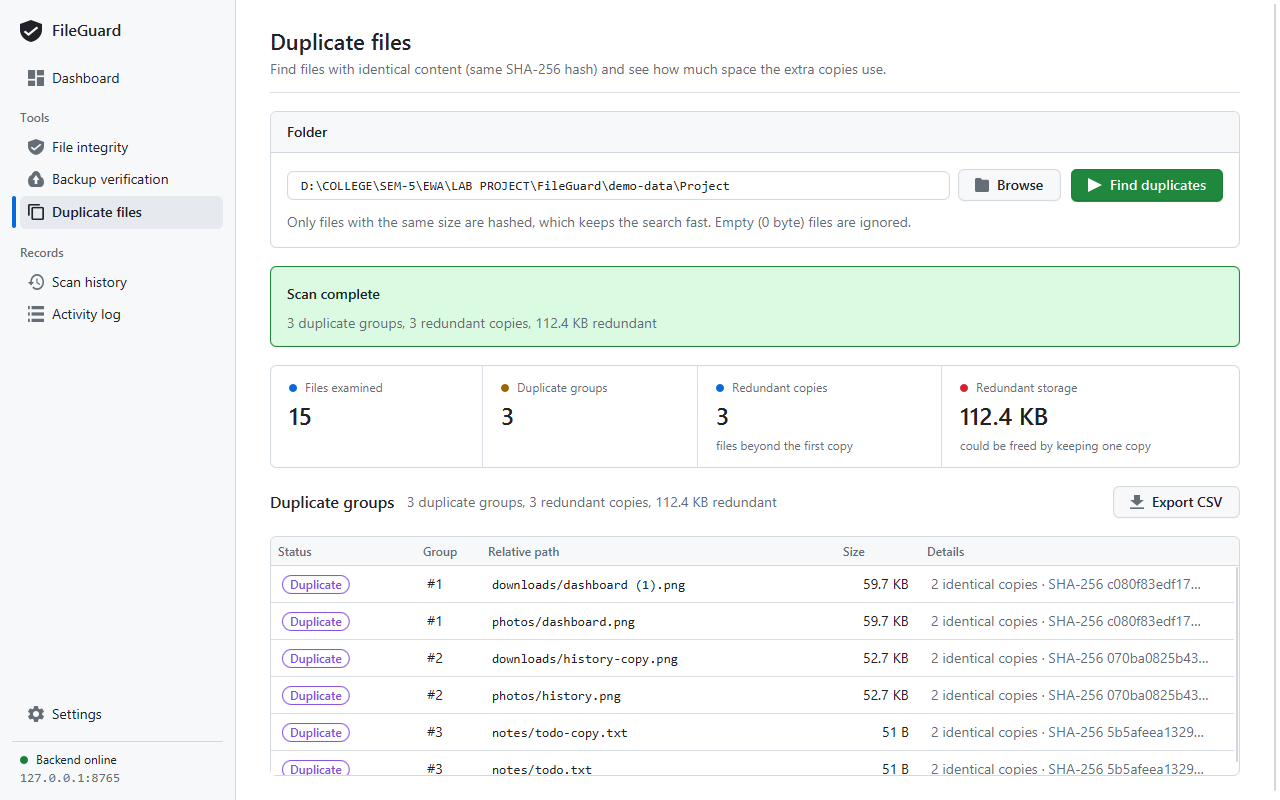 FileGuard
Dashboard
Tools
File integrity
Backup verification
Duplicate files
Records
Scan history
Activity log
Settings
Backend online
127.0.0.1:8765
Duplicate files
Find files with identical content (same SHA-256 hash) and see how much space the extra copies use.
Folder
D:\COLLEGE\SEM-5\EWA\LAB PROJECT\FileGuard\demo-data\Project
Browse
Find duplicates
Only files with the same size are hashed, which keeps the search fast. Empty (0 byte) files are ignored.
Scan complete
3 duplicate groups, 3 redundant copies, 112.4 KB redundant
Files examined
15
Duplicate groups
3
Redundant copies
3
files beyond the first copy
Redundant storage
112.4 KB
could be freed by keeping one copy
Duplicate groups 3 duplicate groups, 3 redundant copies, 112.4 KB redundant
Export CSV
Status Group Relative path Size Details
Duplicate #1 downloads/dashboard (1).png 59.7 KB 2 identical copies · SHA-256 c080f83edf17...
Duplicate #1 photos/dashboard.png 59.7 KB 2 identical copies · SHA-256 c080f83edf17...
Duplicate #2 downloads/history-copy.png 52.7 KB 2 identical copies · SHA-256 070ba0825b43...
Duplicate #2 photos/history.png 52.7 KB 2 identical copies · SHA-256 070ba0825b43...
Duplicate #3 notes/todo-copy.txt 51 B 2 identical copies · SHA-256 5b5afeea1329...
Duplicate #3 notes/todo.txt 51 B 2 identical copies · SHA-256 5b5afeea1329...